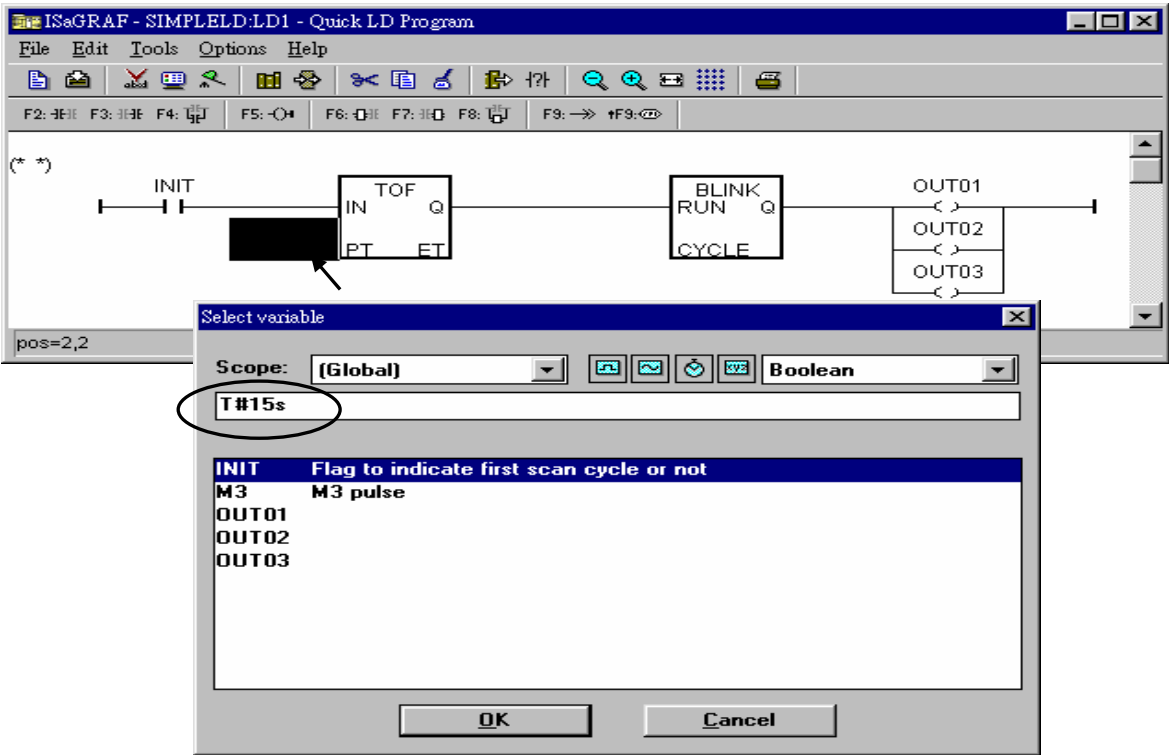 ISaGRAF - SIMPLELD:LD1 - Quick LD Program
File Edit Tools Options Help
F2: F3: F4: F5: F6: F7: F8: F9: F9:
(* *)
INIT TOF BLINK OUT01
IN Q RUN Q
OUT02
PT ET CYCLE
OUT03
pos=2,2
Select variable
Scope: (Global) xyz Boolean
T#15s
INIT Flag to indicate first scan cycle or not
M3 M3 pulse
OUT01
OUT02
OUT03
OK Cancel